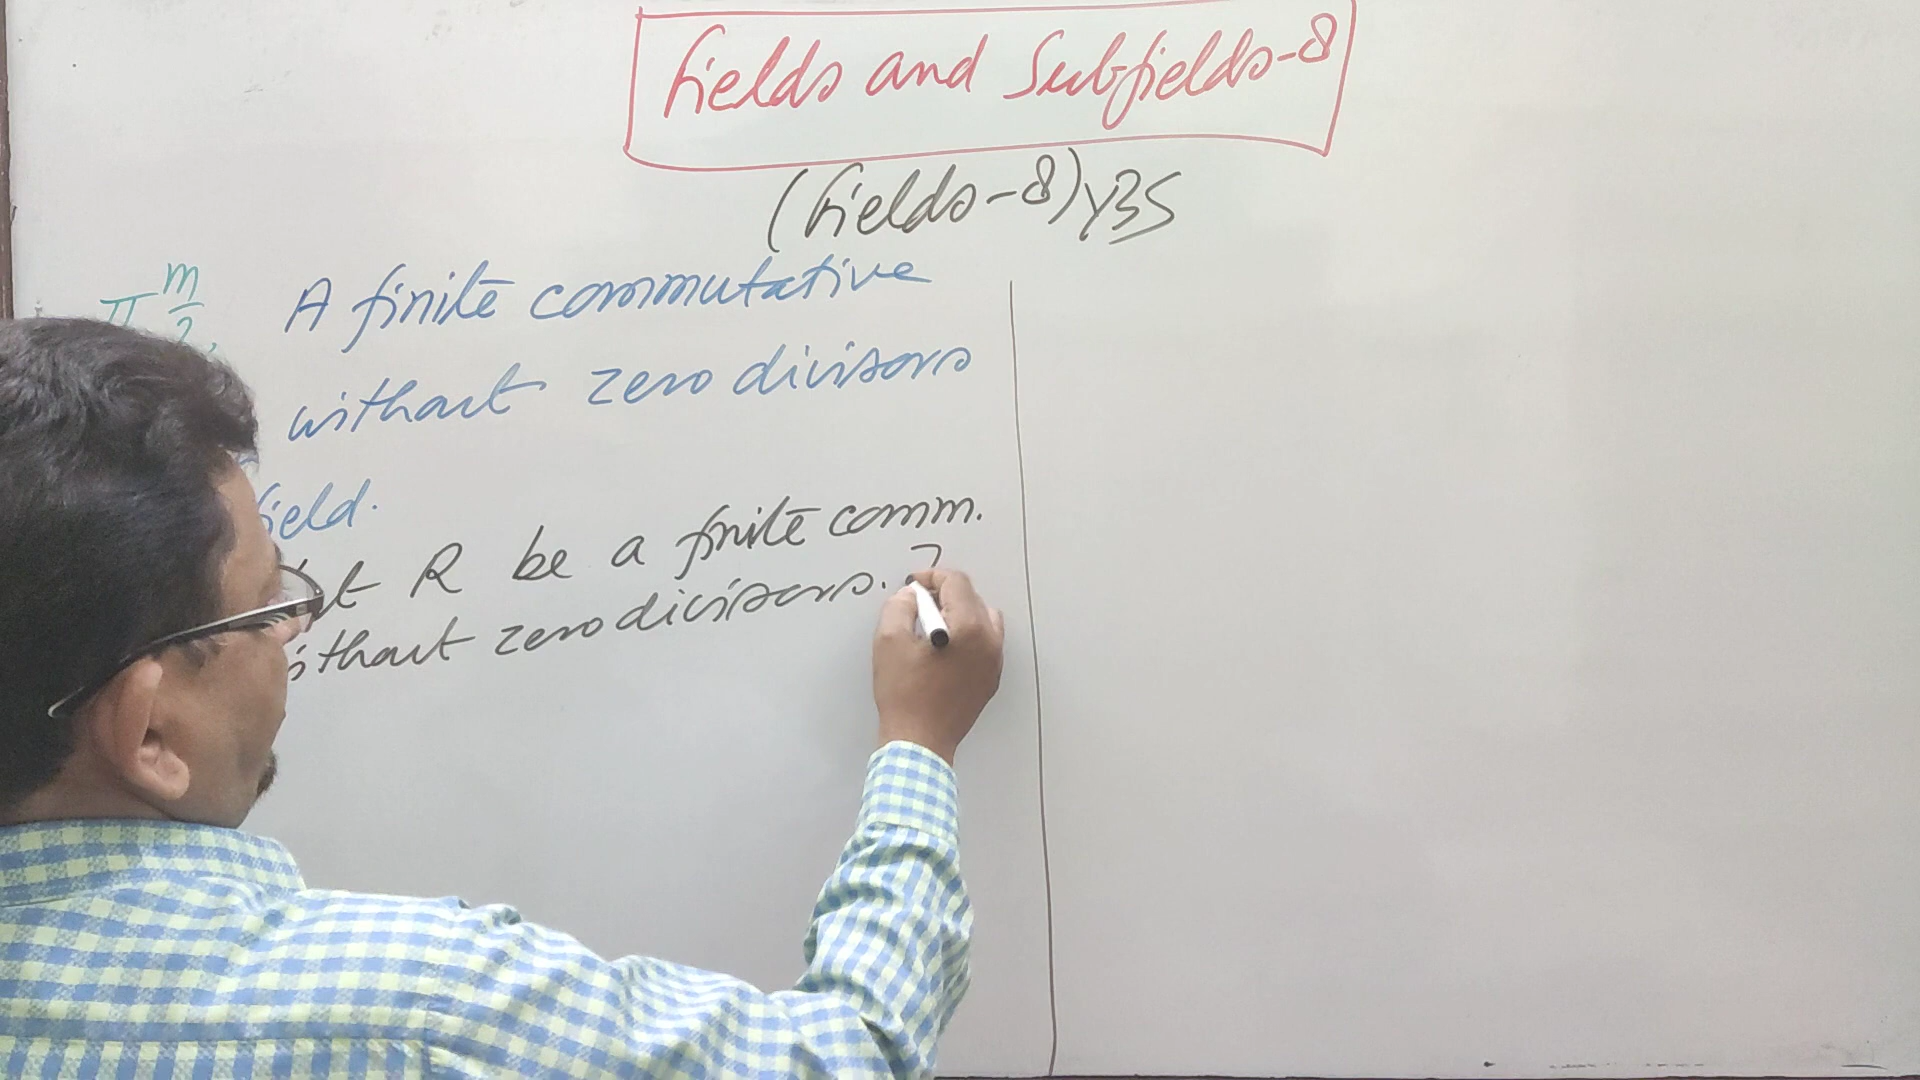 Fields and Subfields-8
(Fields-8) YBS
m
A finite commutative
without zero divisors
field.
R be a finite comm.
without zero divisors.